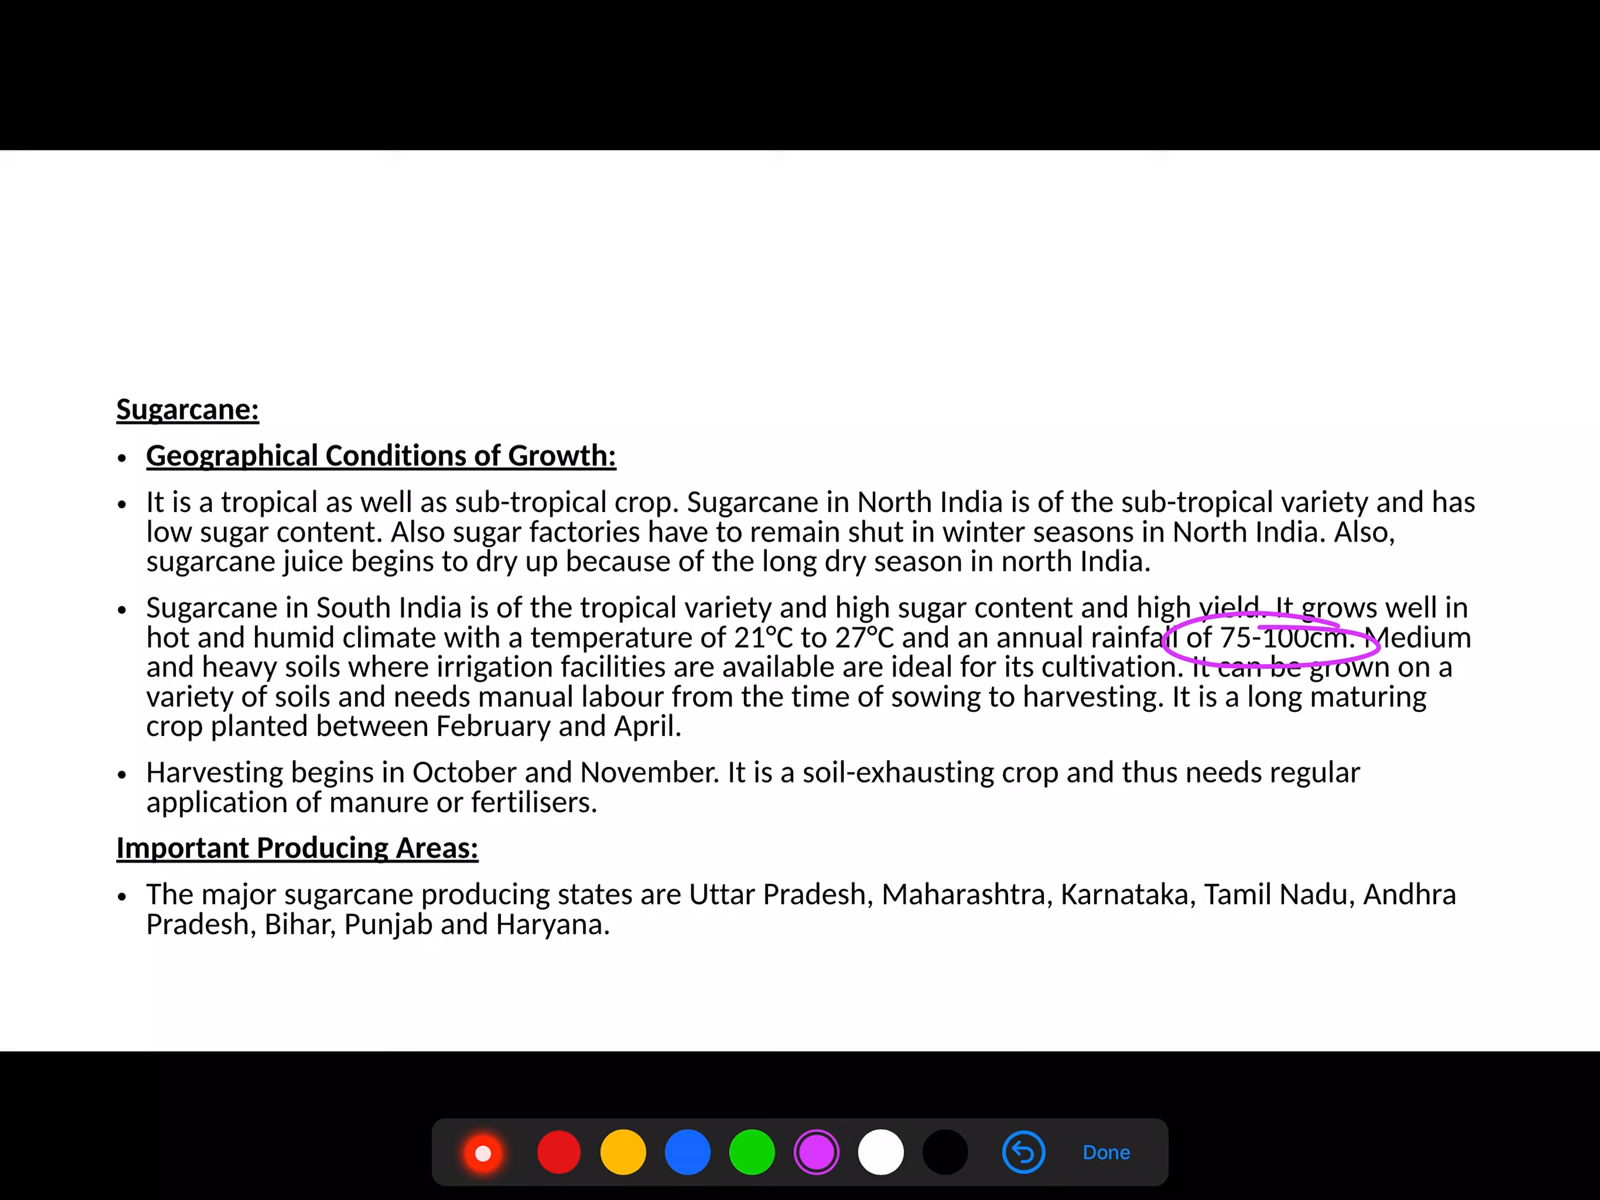 Sugarcane:
• Geographical Conditions of Growth:
• It is a tropical as well as sub-tropical crop. Sugarcane in North India is of the sub-tropical variety and has
low sugar content. Also sugar factories have to remain shut in winter seasons in North India. Also,
sugarcane juice begins to dry up because of the long dry season in north India.
• Sugarcane in South India is of the tropical variety and high sugar content and high yield. It grows well in
hot and humid climate with a temperature of 21°C to 27°C and an annual rainfall of 75-100cm. Medium
and heavy soils where irrigation facilities are available are ideal for its cultivation. It can be grown on a
variety of soils and needs manual labour from the time of sowing to harvesting. It is a long maturing
crop planted between February and April.
• Harvesting begins in October and November. It is a soil-exhausting crop and thus needs regular
application of manure or fertilisers.
Important Producing Areas:
• The major sugarcane producing states are Uttar Pradesh, Maharashtra, Karnataka, Tamil Nadu, Andhra
Pradesh, Bihar, Punjab and Haryana.
Done